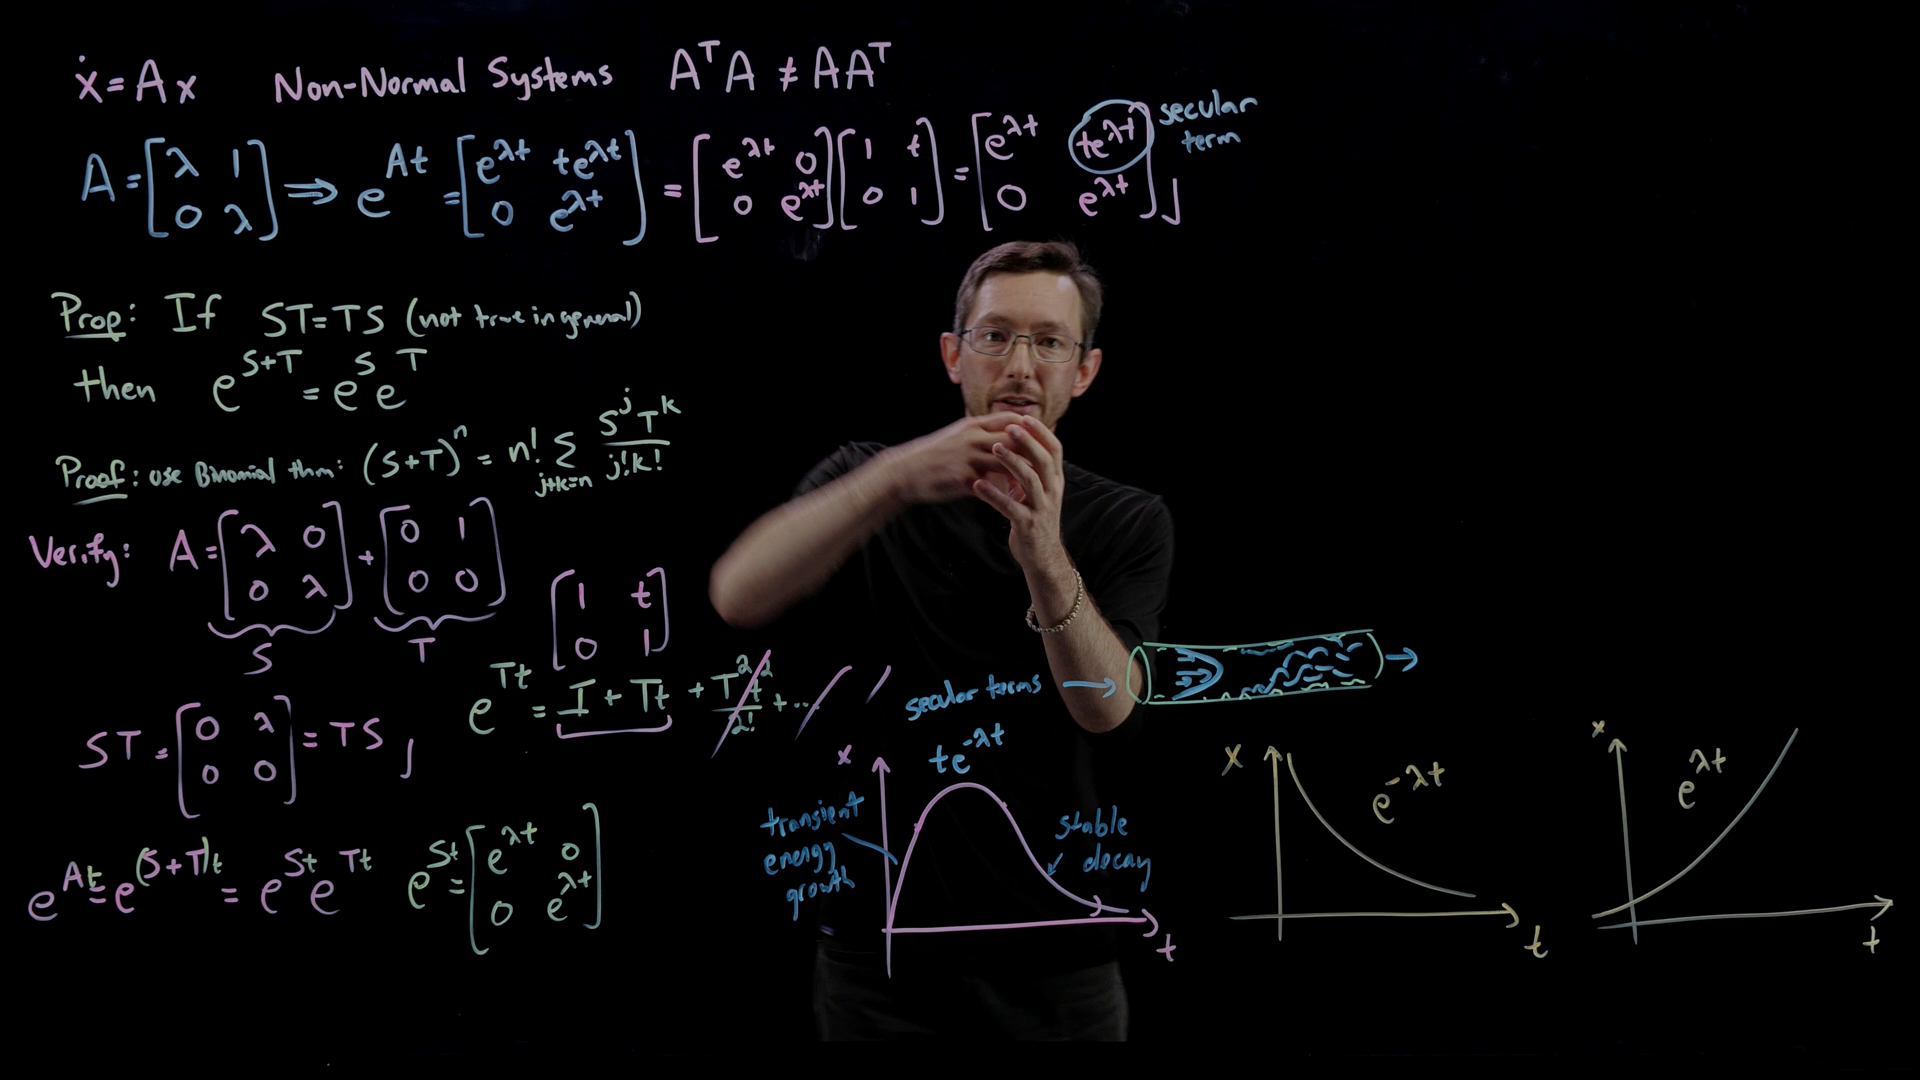 ẋ = Ax Non-Normal Systems AᵀA ≠ AAᵀ
A = [λ 1; 0 λ] ⇒ e^{At} = [e^{λt} te^{λt}; 0 e^{λt}] = [e^{λt} 0; 0 e^{λt}] [1 t; 0 1] = [e^{λt} te^{λt}; 0 e^{λt}] secular term
Prop: If ST = TS (not true in general)
then e^{S+T} = e^S e^T
Proof: use Binomial thm: (S+T)^n = n! Σ_{j+k=n} S^j T^k / j!k!
Verify: A = [λ 0; 0 λ] + [0 1; 0 0]
S T
[1 t; 0 1]
e^{Tt} = I + Tt + T²t²/2! + ...
ST = [0 λ; 0 0] = TS
e^{At} = e^{(S+T)t} = e^{St} e^{Tt} e^{St} = [e^{λt} 0; 0 e^{λt}]
secular terms
te^{-λt}
x
transient
energy
growth
stable
decay
t
x
e^{-λt}
t
x
e^{λt}
t